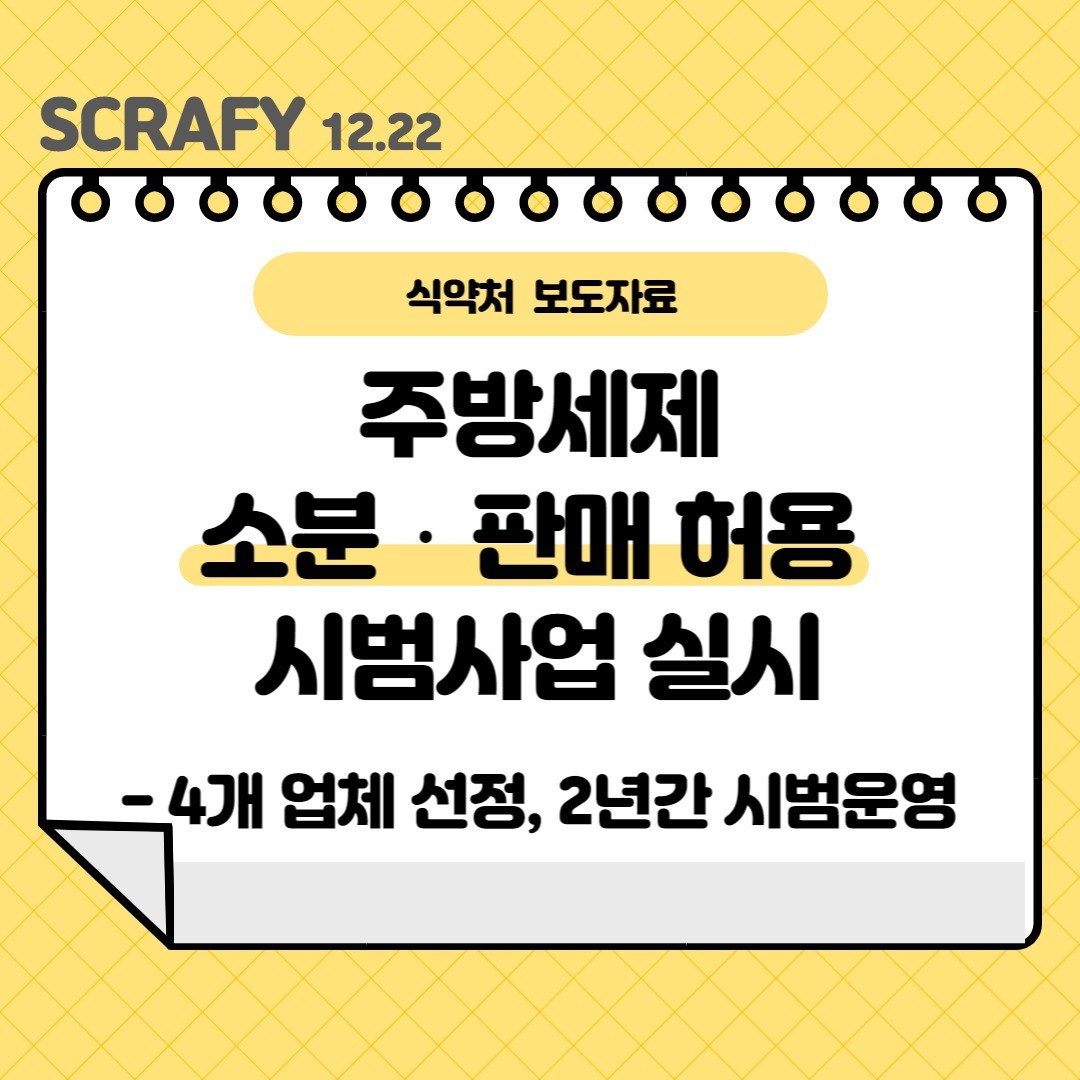 SCRAFY 12.22
식약처 보도자료
주방세제
소분 · 판매 허용
시범사업 실시
- 4개 업체 선정, 2년간 시범운영